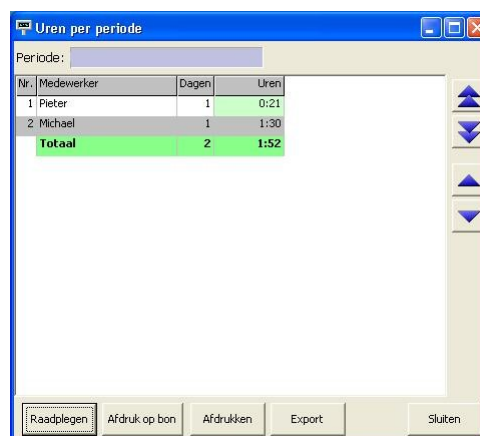 Uren per periode
Periode:
Nr. Medewerker Dagen Uren
1 Pieter 1 0:21
2 Michael 1 1:30
Totaal 2 1:52
Raadplegen Afdruk op bon Afdrukken Export Sluiten